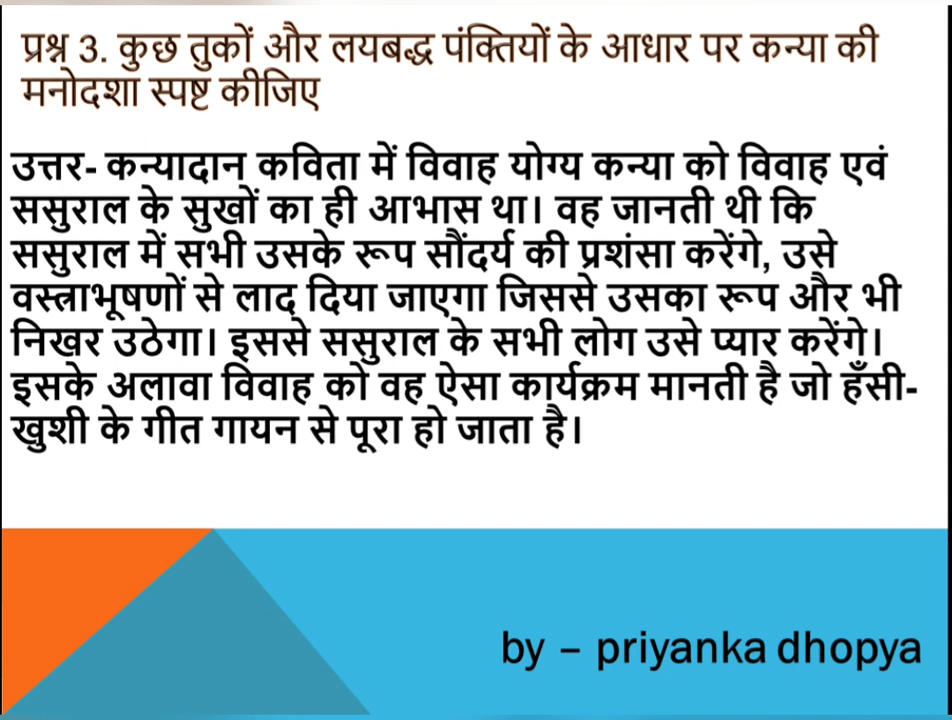 प्रश्न 3. कुछ तुकों और लयबद्ध पंक्तियों के आधार पर कन्या की
मनोदशा स्पष्ट कीजिए
उत्तर- कन्यादान कविता में विवाह योग्य कन्या को विवाह एवं
ससुराल के सुखों का ही आभास था। वह जानती थी कि
ससुराल में सभी उसके रूप सौंदर्य की प्रशंसा करेंगे, उसे
वस्त्राभूषणों से लाद दिया जाएगा जिससे उसका रूप और भी
निखर उठेगा। इससे ससुराल के सभी लोग उसे प्यार करेंगे।
इसके अलावा विवाह को वह ऐसा कार्यक्रम मानती है जो हँसी-
खुशी के गीत गायन से पूरा हो जाता है।
by – priyanka dhopya